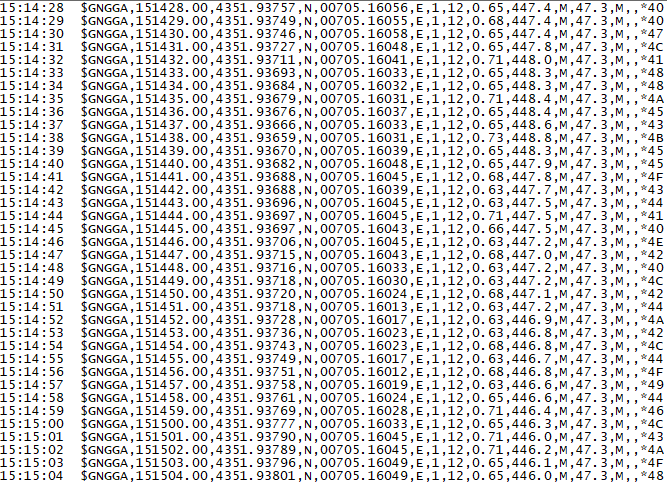 15:14:28 $GNGGA,151428.00,4351.93757,N,00705.16056,E,1,12,0.65,447.4,M,47.3,M,,*40
15:14:29 $GNGGA,151429.00,4351.93749,N,00705.16055,E,1,12,0.68,447.4,M,47.3,M,,*40
15:14:30 $GNGGA,151430.00,4351.93740,N,00705.16058,E,1,12,0.65,447.4,M,47.3,M,,*47
15:14:31 $GNGGA,151431.00,4351.93727,N,00705.16048,E,1,12,0.65,447.8,M,47.3,M,,*4C
15:14:32 $GNGGA,151432.00,4351.93711,N,00705.16041,E,1,12,0.71,448.0,M,47.3,M,,*41
15:14:33 $GNGGA,151433.00,4351.93693,N,00705.16033,E,1,12,0.65,448.3,M,47.3,M,,*48
15:14:34 $GNGGA,151434.00,4351.93684,N,00705.16032,E,1,12,0.65,448.3,M,47.3,M,,*48
15:14:35 $GNGGA,151435.00,4351.93679,N,00705.16031,E,1,12,0.71,448.4,M,47.3,M,,*4A
15:14:36 $GNGGA,151436.00,4351.93676,N,00705.16037,E,1,12,0.65,448.4,M,47.3,M,,*45
15:14:37 $GNGGA,151437.00,4351.93666,N,00705.16033,E,1,12,0.65,448.6,M,47.3,M,,*43
15:14:38 $GNGGA,151438.00,4351.93659,N,00705.16031,E,1,12,0.73,448.8,M,47.3,M,,*4B
15:14:39 $GNGGA,151439.00,4351.93670,N,00705.16039,E,1,12,0.65,448.3,M,47.3,M,,*45
15:14:40 $GNGGA,151440.00,4351.93682,N,00705.16048,E,1,12,0.65,447.9,M,47.3,M,,*45
15:14:41 $GNGGA,151441.00,4351.93688,N,00705.16045,E,1,12,0.68,447.8,M,47.3,M,,*4F
15:14:42 $GNGGA,151442.00,4351.93688,N,00705.16039,E,1,12,0.63,447.7,M,47.3,M,,*43
15:14:43 $GNGGA,151443.00,4351.93696,N,00705.16045,E,1,12,0.63,447.5,M,47.3,M,,*44
15:14:44 $GNGGA,151444.00,4351.93697,N,00705.16045,E,1,12,0.71,447.5,M,47.3,M,,*41
15:14:45 $GNGGA,151445.00,4351.93697,N,00705.16043,E,1,12,0.66,447.5,M,47.3,M,,*40
15:14:46 $GNGGA,151446.00,4351.93706,N,00705.16045,E,1,12,0.63,447.2,M,47.3,M,,*4E
15:14:47 $GNGGA,151447.00,4351.93715,N,00705.16043,E,1,12,0.68,447.0,M,47.3,M,,*42
15:14:48 $GNGGA,151448.00,4351.93716,N,00705.16033,E,1,12,0.63,447.2,M,47.3,M,,*40
15:14:49 $GNGGA,151449.00,4351.93718,N,00705.16030,E,1,12,0.63,447.2,M,47.3,M,,*4C
15:14:50 $GNGGA,151450.00,4351.93720,N,00705.16024,E,1,12,0.68,447.1,M,47.3,M,,*42
15:14:51 $GNGGA,151451.00,4351.93718,N,00705.16013,E,1,12,0.63,447.2,M,47.3,M,,*44
15:14:52 $GNGGA,151452.00,4351.93728,N,00705.16017,E,1,12,0.63,446.9,M,47.3,M,,*4A
15:14:53 $GNGGA,151453.00,4351.93736,N,00705.16023,E,1,12,0.63,446.8,M,47.3,M,,*42
15:14:54 $GNGGA,151454.00,4351.93743,N,00705.16023,E,1,12,0.68,446.8,M,47.3,M,,*4C
15:14:55 $GNGGA,151455.00,4351.93749,N,00705.16017,E,1,12,0.63,446.7,M,47.3,M,,*44
15:14:56 $GNGGA,151456.00,4351.93751,N,00705.16012,E,1,12,0.68,446.8,M,47.3,M,,*4F
15:14:57 $GNGGA,151457.00,4351.93758,N,00705.16019,E,1,12,0.63,446.6,M,47.3,M,,*49
15:14:58 $GNGGA,151458.00,4351.93761,N,00705.16024,E,1,12,0.65,446.6,M,47.3,M,,*44
15:14:59 $GNGGA,151459.00,4351.93769,N,00705.16028,E,1,12,0.71,446.4,M,47.3,M,,*46
15:15:00 $GNGGA,151500.00,4351.93777,N,00705.16033,E,1,12,0.65,446.3,M,47.3,M,,*4C
15:15:01 $GNGGA,151501.00,4351.93790,N,00705.16045,E,1,12,0.71,446.0,M,47.3,M,,*43
15:15:02 $GNGGA,151502.00,4351.93789,N,00705.16045,E,1,12,0.71,446.2,M,47.3,M,,*4A
15:15:03 $GNGGA,151503.00,4351.93796,N,00705.16049,E,1,12,0.65,446.1,M,47.3,M,,*4F
15:15:04 $GNGGA,151504.00,4351.93801,N,00705.16049,E,1,12,0.65,446.0,M,47.3,M,,*48